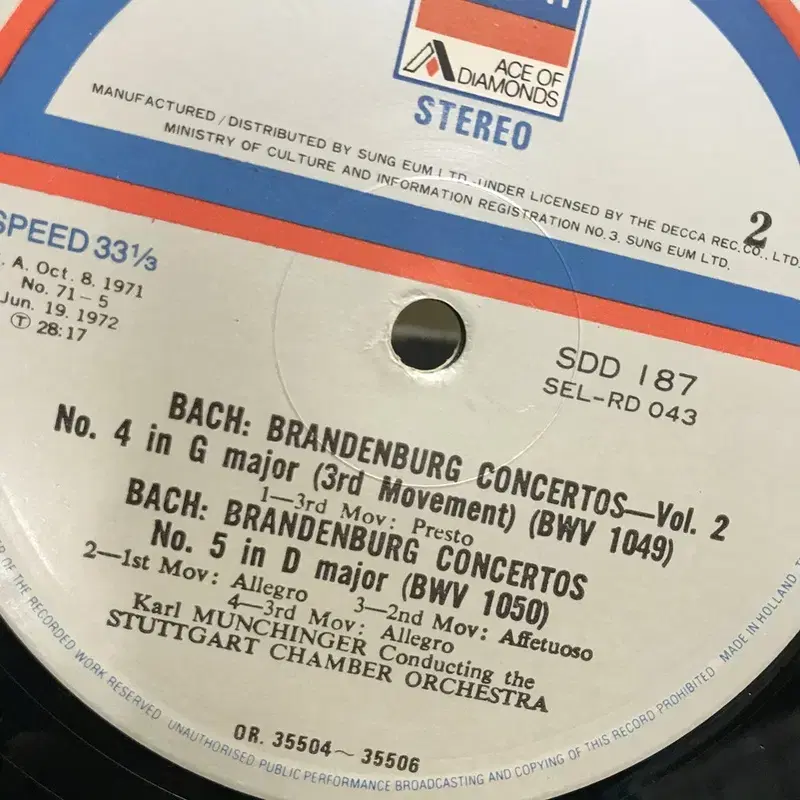 ACE OF
DIAMONDS
STEREO
MANUFACTURED/DISTRIBUTED BY SUNG EUM LTD. UNDER LICENSED BY THE DECCA REC. CO., LTD.
MINISTRY OF CULTURE AND INFORMATION REGISTRATION NO. 3. SUNG EUM LTD.
2
SPEED 33⅓
. A. Oct. 8. 1971
No. 71-5
Jun. 19. 1972
Ⓣ 28:17
SDD 187
SEL-RD 043
BACH: BRANDENBURG CONCERTOS—Vol. 2
No. 4 in G major (3rd Movement) (BWV 1049)
1—3rd Mov: Presto
BACH: BRANDENBURG CONCERTOS
No. 5 in D major (BWV 1050)
2—1st Mov: Allegro 3—2nd Mov: Affetuoso
4—3rd Mov: Allegro
Karl MUNCHINGER Conducting the
STUTTGART CHAMBER ORCHESTRA
OR. 35504~35506
OF THE RECORDED WORK RESERVED UNAUTHORISED PUBLIC PERFORMANCE BROADCASTING AND COPYING OF THIS RECORD PROHIBITED MADE IN HOLLAND